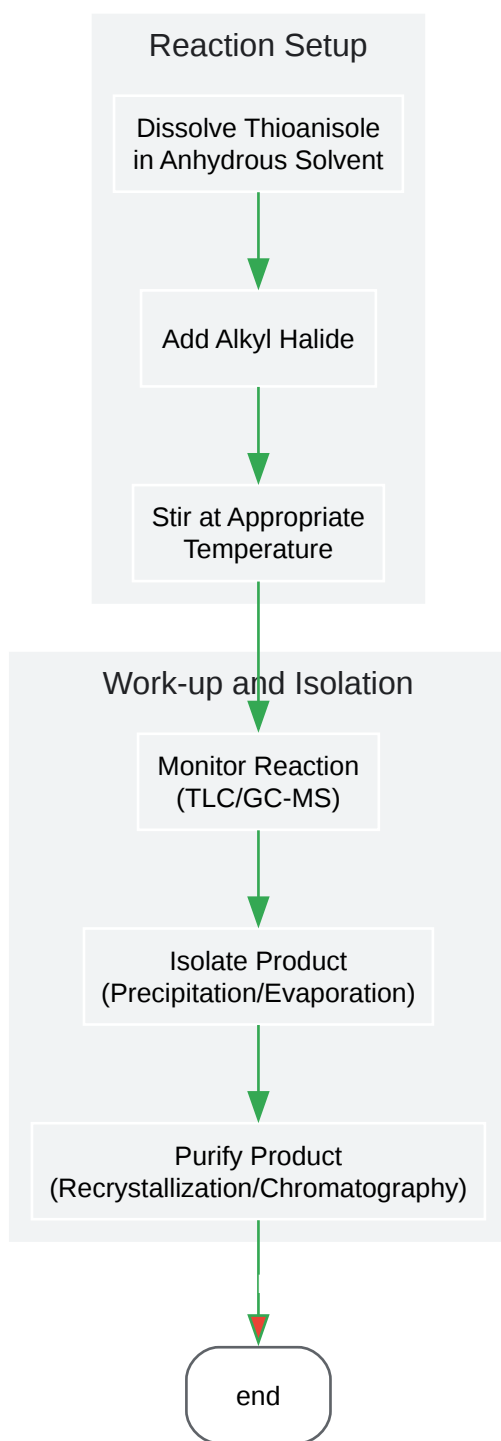 Reaction Setup
Dissolve Thioanisole
in Anhydrous Solvent
Add Alkyl Halide
Stir at Appropriate
Temperature
Work-up and Isolation
Monitor Reaction
(TLC/GC-MS)
Isolate Product
(Precipitation/Evaporation)
Purify Product
(Recrystallization/Chromatography)
end